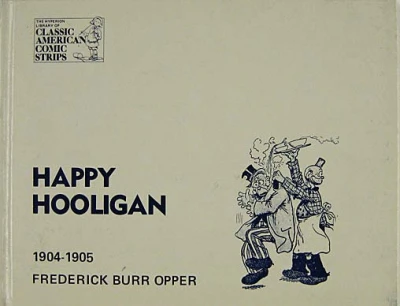 THE HYPERION
LIBRARY OF
CLASSIC
AMERICAN
COMIC
STRIPS
HAPPY
HOOLIGAN
1904-1905
FREDERICK BURR OPPER